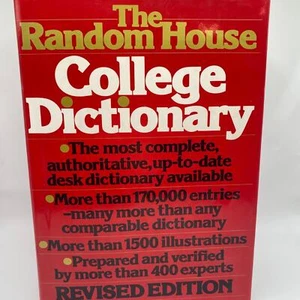 The
Random House
College
Dictionary
•The most complete,
authoritative, up-to-date
desk dictionary available
•More than 170,000 entries
-many more than any
comparable dictionary
•More than 1500 illustrations
•Prepared and verified
by more than 400 experts
REVISED EDITION